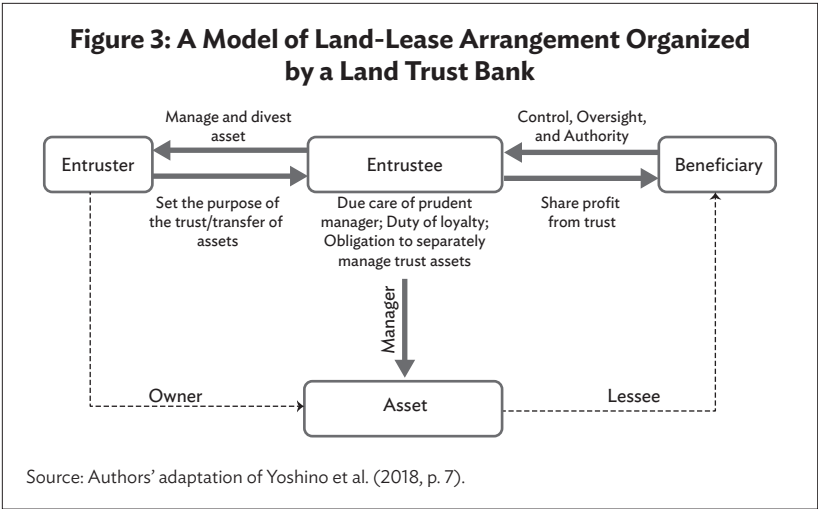 Figure 3: A Model of Land-Lease Arrangement Organized
by a Land Trust Bank
Manage and divest
asset
Control, Oversight,
and Authority
Entruster
Entrustee
Beneficiary
Set the purpose of
the trust/transfer of
assets
Due care of prudent
manager; Duty of loyalty;
Obligation to separately
manage trust assets
Share profit
from trust
Manager
Owner
Asset
Lessee
Source: Authors’ adaptation of Yoshino et al. (2018, p. 7).